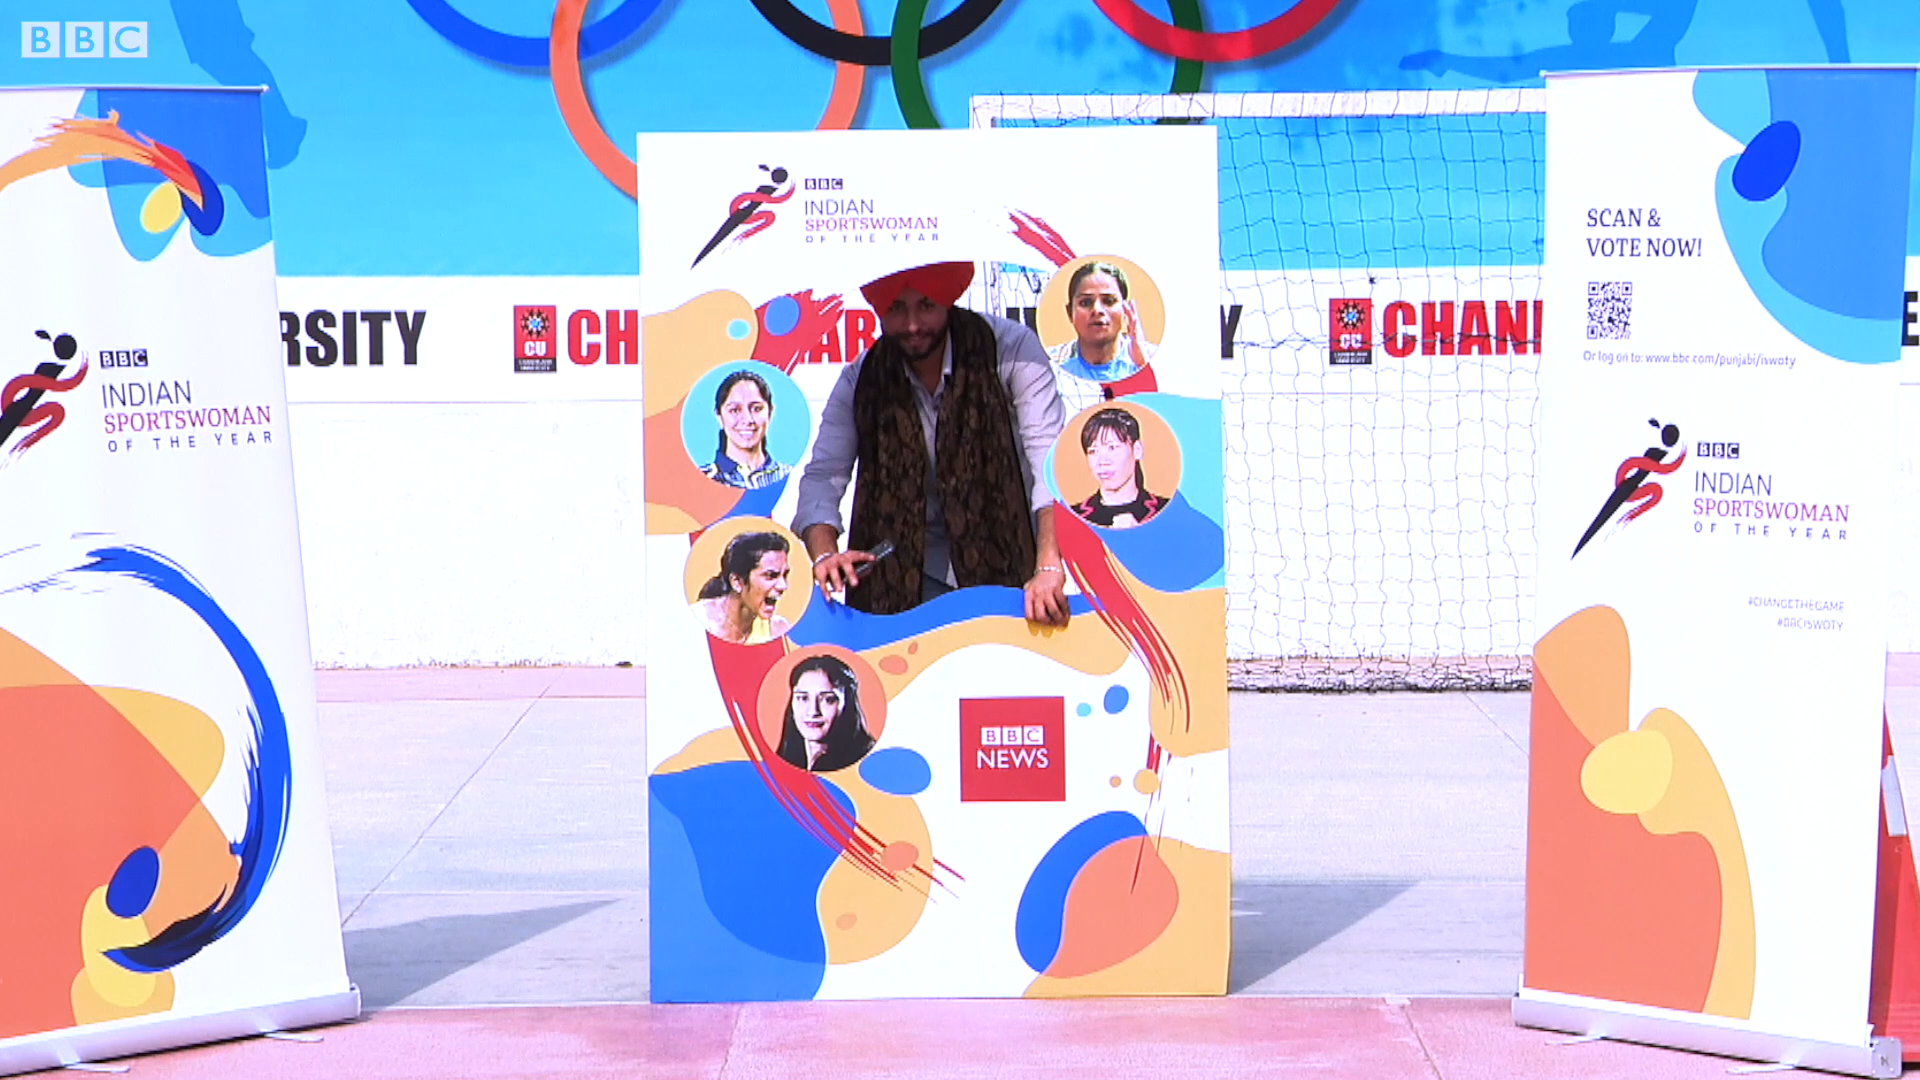 BBC
BBC
INDIAN
SPORTSWOMAN
OF THE YEAR
RSITY
CU
CH
BBC
INDIAN
SPORTSWOMAN
OF THE YEAR
BBC
NEWS
CU
CHAN
SCAN &
VOTE NOW!
Or log on to: www.bbc.com/punjabi/iswoty
BBC
INDIAN
SPORTSWOMAN
OF THE YEAR
#CHANGETHEGAME
#BBCISWOTY